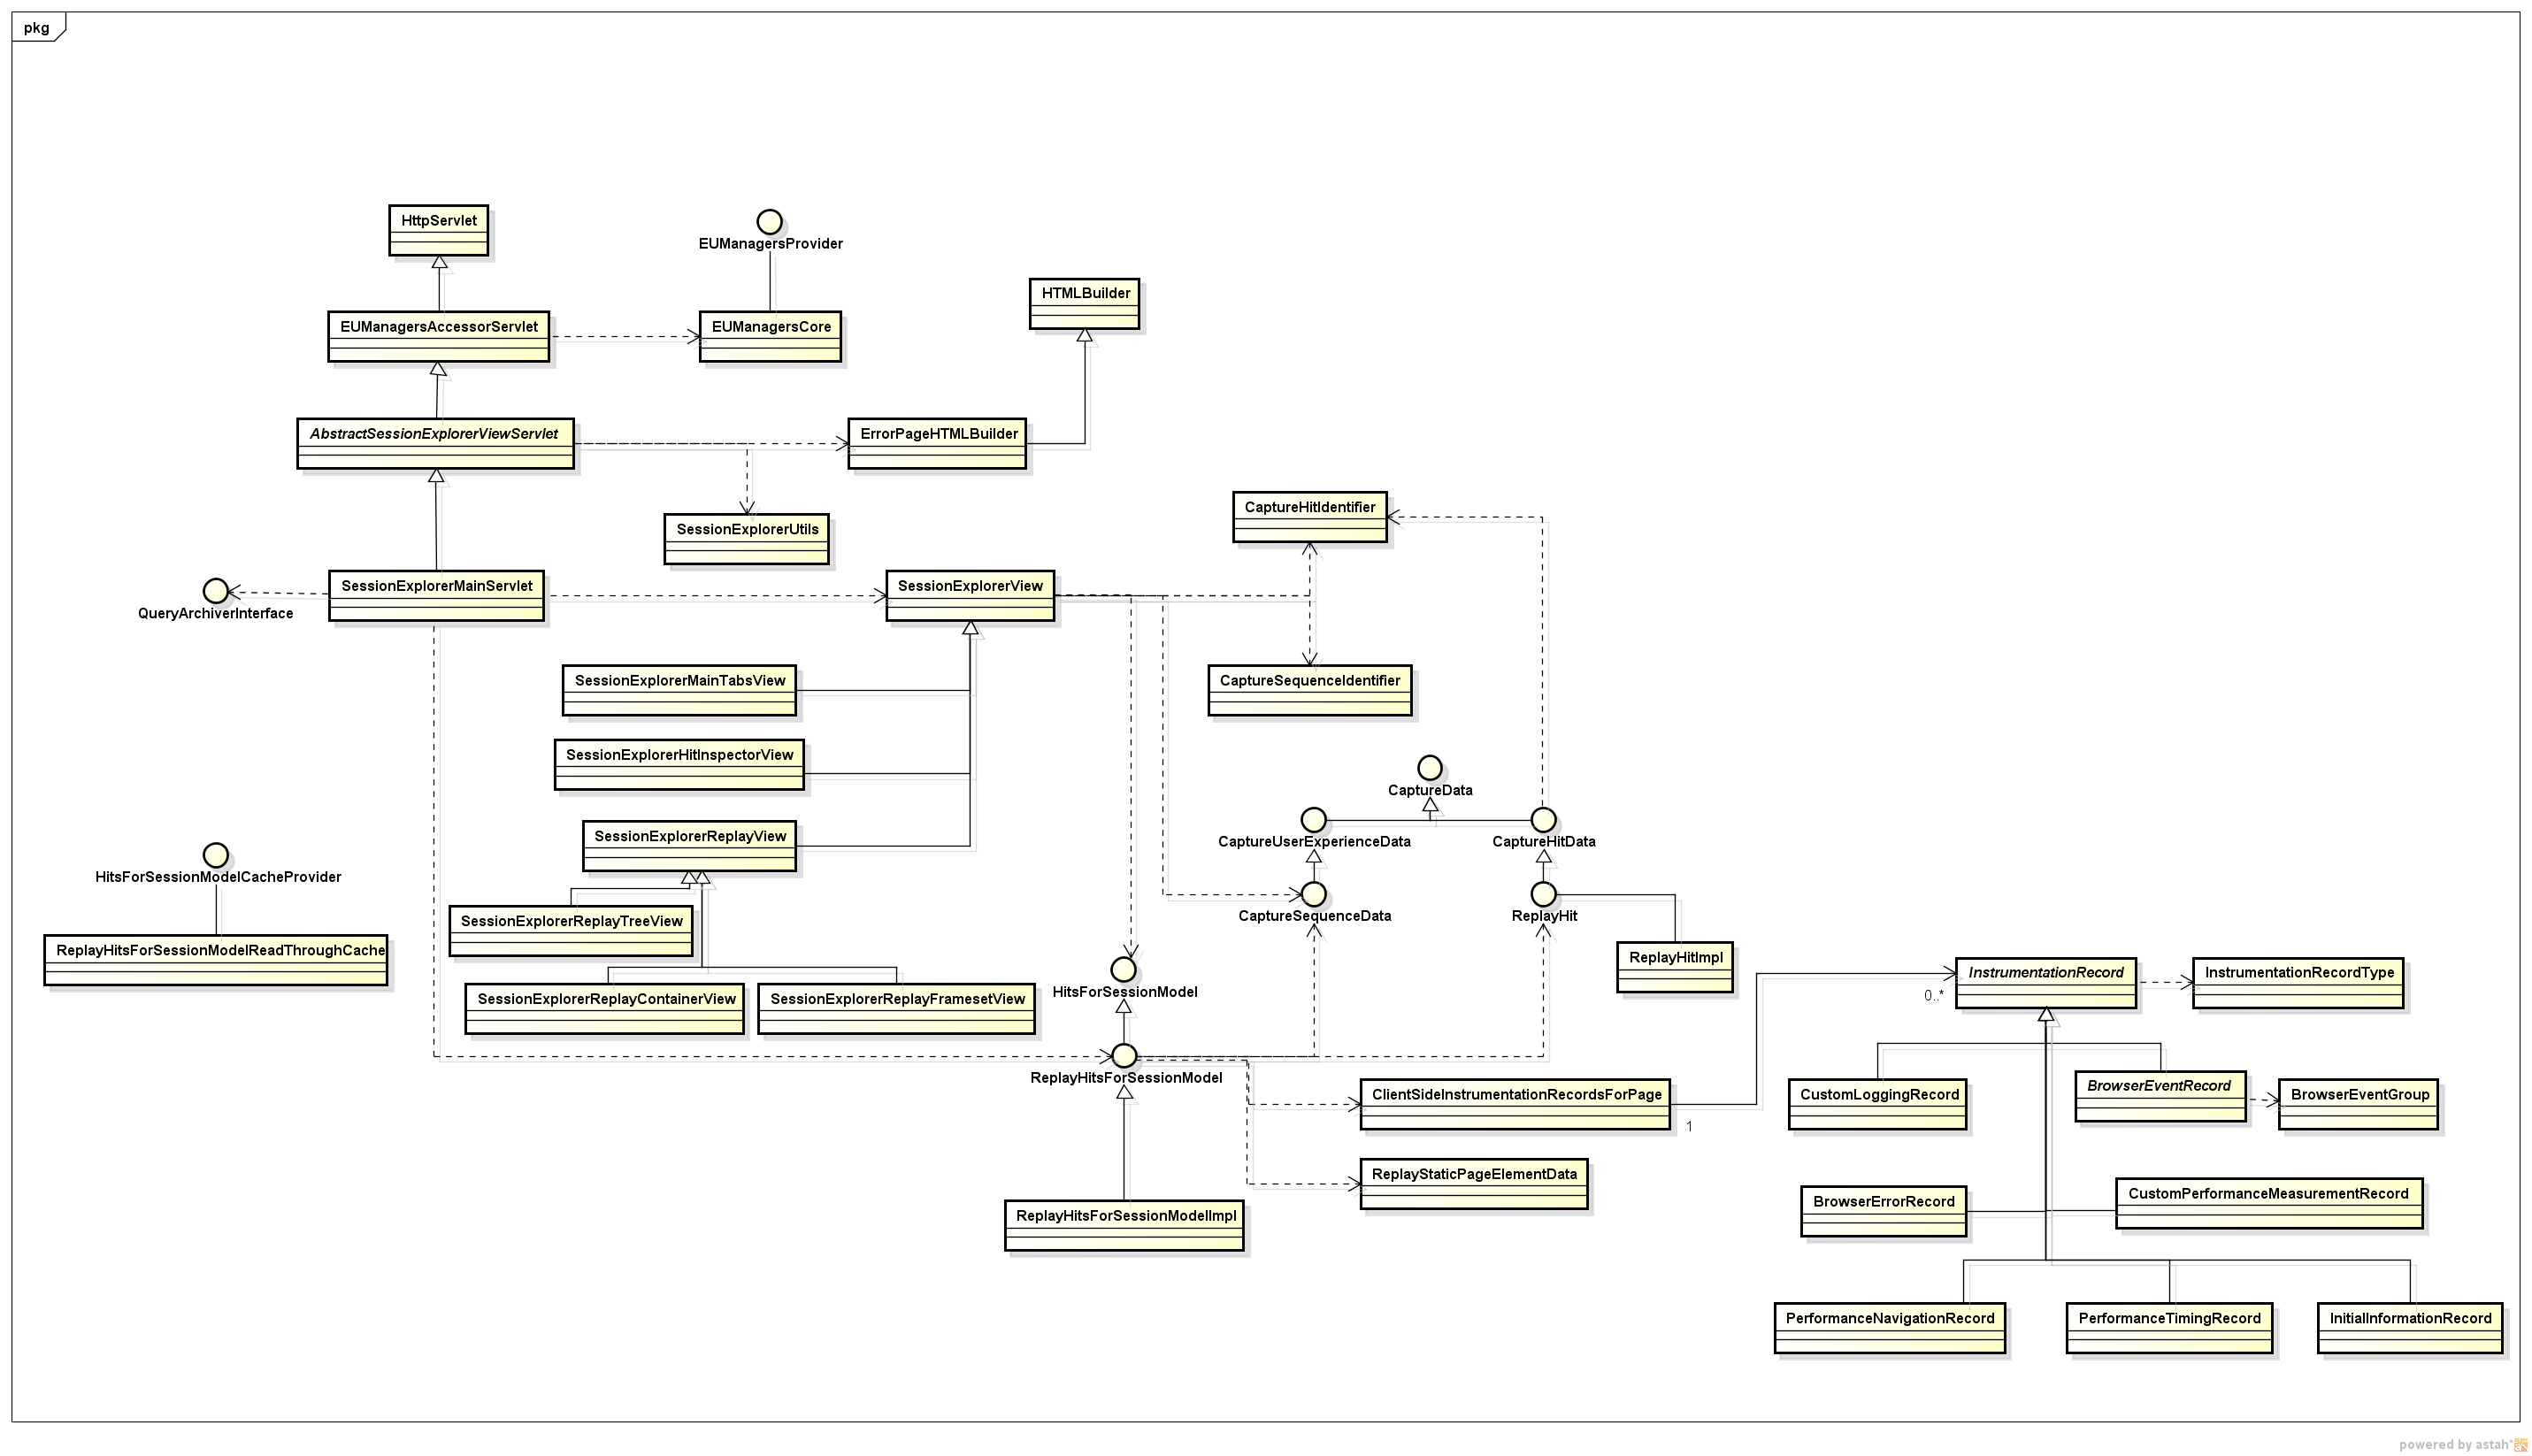 pkg
HttpServlet
EUManagersProvider
HTMLBuilder
EUManagersAccessorServlet
EUManagersCore
AbstractSessionExplorerViewServlet
ErrorPageHTMLBuilder
SessionExplorerUtils
CaptureHitIdentifier
QueryArchiverInterface
SessionExplorerMainServlet
SessionExplorerView
SessionExplorerMainTabsView
CaptureSequenceIdentifier
SessionExplorerHitInspectorView
CaptureData
SessionExplorerReplayView
CaptureUserExperienceData
CaptureHitData
HitsForSessionModelCacheProvider
SessionExplorerReplayTreeView
CaptureSequenceData
ReplayHit
ReplayHitsForSessionModelReadThroughCache
ReplayHitImpl
InstrumentationRecord
InstrumentationRecordType
0..*
SessionExplorerReplayContainerView
SessionExplorerReplayFramesetView
HitsForSessionModel
ReplayHitsForSessionModel
ClientSideInstrumentationRecordsForPage
1
CustomLoggingRecord
BrowserEventRecord
BrowserEventGroup
ReplayStaticPageElementData
ReplayHitsForSessionModelImpl
BrowserErrorRecord
CustomPerformanceMeasurementRecord
PerformanceNavigationRecord
PerformanceTimingRecord
InitialInformationRecord
powered by astah*